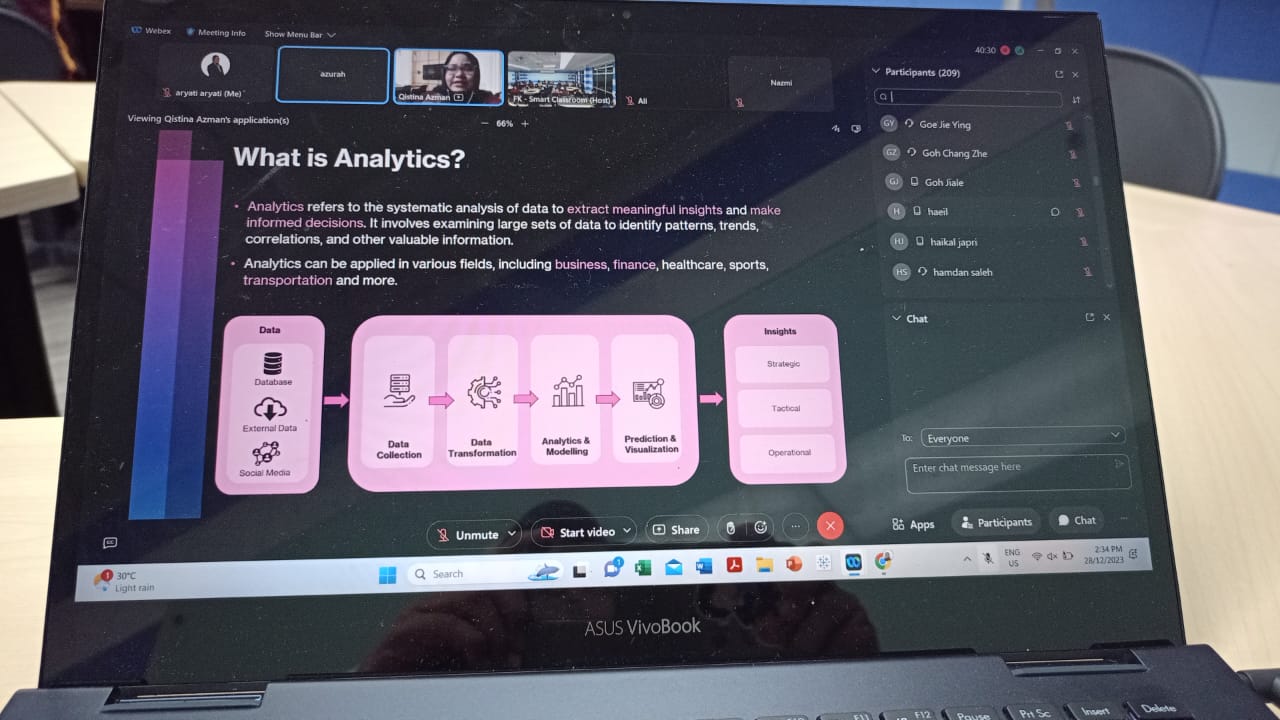 Webex
Meeting Info
Show Menu Bar
40:30
aryati aryati (Me)
azurah
Qistina Azman
FK - Smart Classroom (Host)
Ali
Nazmi
Viewing Qistina Azman's application(s)
66%
What is Analytics?
• Analytics refers to the systematic analysis of data to extract meaningful insights and make
informed decisions. It involves examining large sets of data to identify patterns, trends,
correlations, and other valuable information.
• Analytics can be applied in various fields, including business, finance, healthcare, sports,
transportation and more.
Data
Database
External Data
Social Media
Data
Collection
Data
Transformation
Analytics &
Modelling
Prediction &
Visualization
Insights
Strategic
Tactical
Operational
Participants (209)
GY Goe Jie Ying
GZ Goh Chang Zhe
GJ Goh Jiale
H haeil
HJ haikal japri
HS hamdan saleh
Chat
To: Everyone
Enter chat message here
Unmute
Start video
Share
Apps
Participants
Chat
1
30°C
Light rain
Search
1
ENG
US
2:34 PM
28/12/2023
ASUS VivoBook
F11
F12
Pause
Prt Sc
Insert
Delete